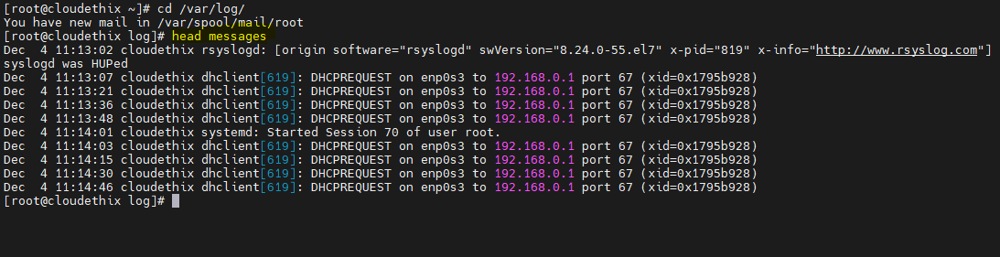 [root@cloudethix ~]# cd /var/log/
You have new mail in /var/spool/mail/root
[root@cloudethix log]# head messages
Dec  4 11:13:02 cloudethix rsyslogd: [origin software="rsyslogd" swVersion="8.24.0-55.el7" x-pid="819" x-info="http://www.rsyslog.com"]
syslogd was HUPed
Dec  4 11:13:07 cloudethix dhclient[619]: DHCPREQUEST on enp0s3 to 192.168.0.1 port 67 (xid=0x1795b928)
Dec  4 11:13:21 cloudethix dhclient[619]: DHCPREQUEST on enp0s3 to 192.168.0.1 port 67 (xid=0x1795b928)
Dec  4 11:13:36 cloudethix dhclient[619]: DHCPREQUEST on enp0s3 to 192.168.0.1 port 67 (xid=0x1795b928)
Dec  4 11:13:48 cloudethix dhclient[619]: DHCPREQUEST on enp0s3 to 192.168.0.1 port 67 (xid=0x1795b928)
Dec  4 11:14:01 cloudethix systemd: Started Session 70 of user root.
Dec  4 11:14:03 cloudethix dhclient[619]: DHCPREQUEST on enp0s3 to 192.168.0.1 port 67 (xid=0x1795b928)
Dec  4 11:14:15 cloudethix dhclient[619]: DHCPREQUEST on enp0s3 to 192.168.0.1 port 67 (xid=0x1795b928)
Dec  4 11:14:30 cloudethix dhclient[619]: DHCPREQUEST on enp0s3 to 192.168.0.1 port 67 (xid=0x1795b928)
Dec  4 11:14:46 cloudethix dhclient[619]: DHCPREQUEST on enp0s3 to 192.168.0.1 port 67 (xid=0x1795b928)
[root@cloudethix log]#